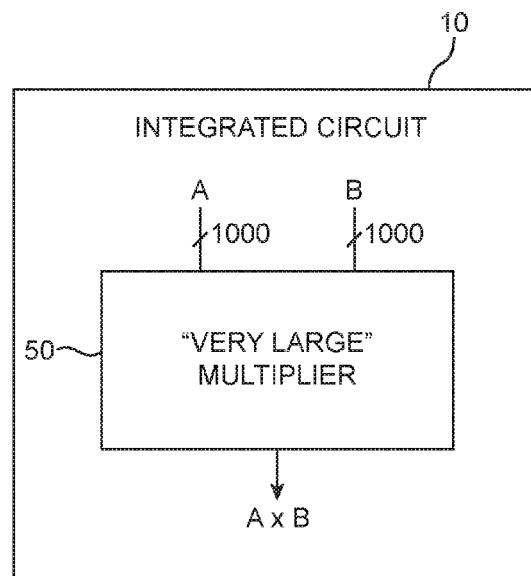 10
INTEGRATED CIRCUIT
A B
1000 1000
50
“VERY LARGE”
MULTIPLIER
A x B